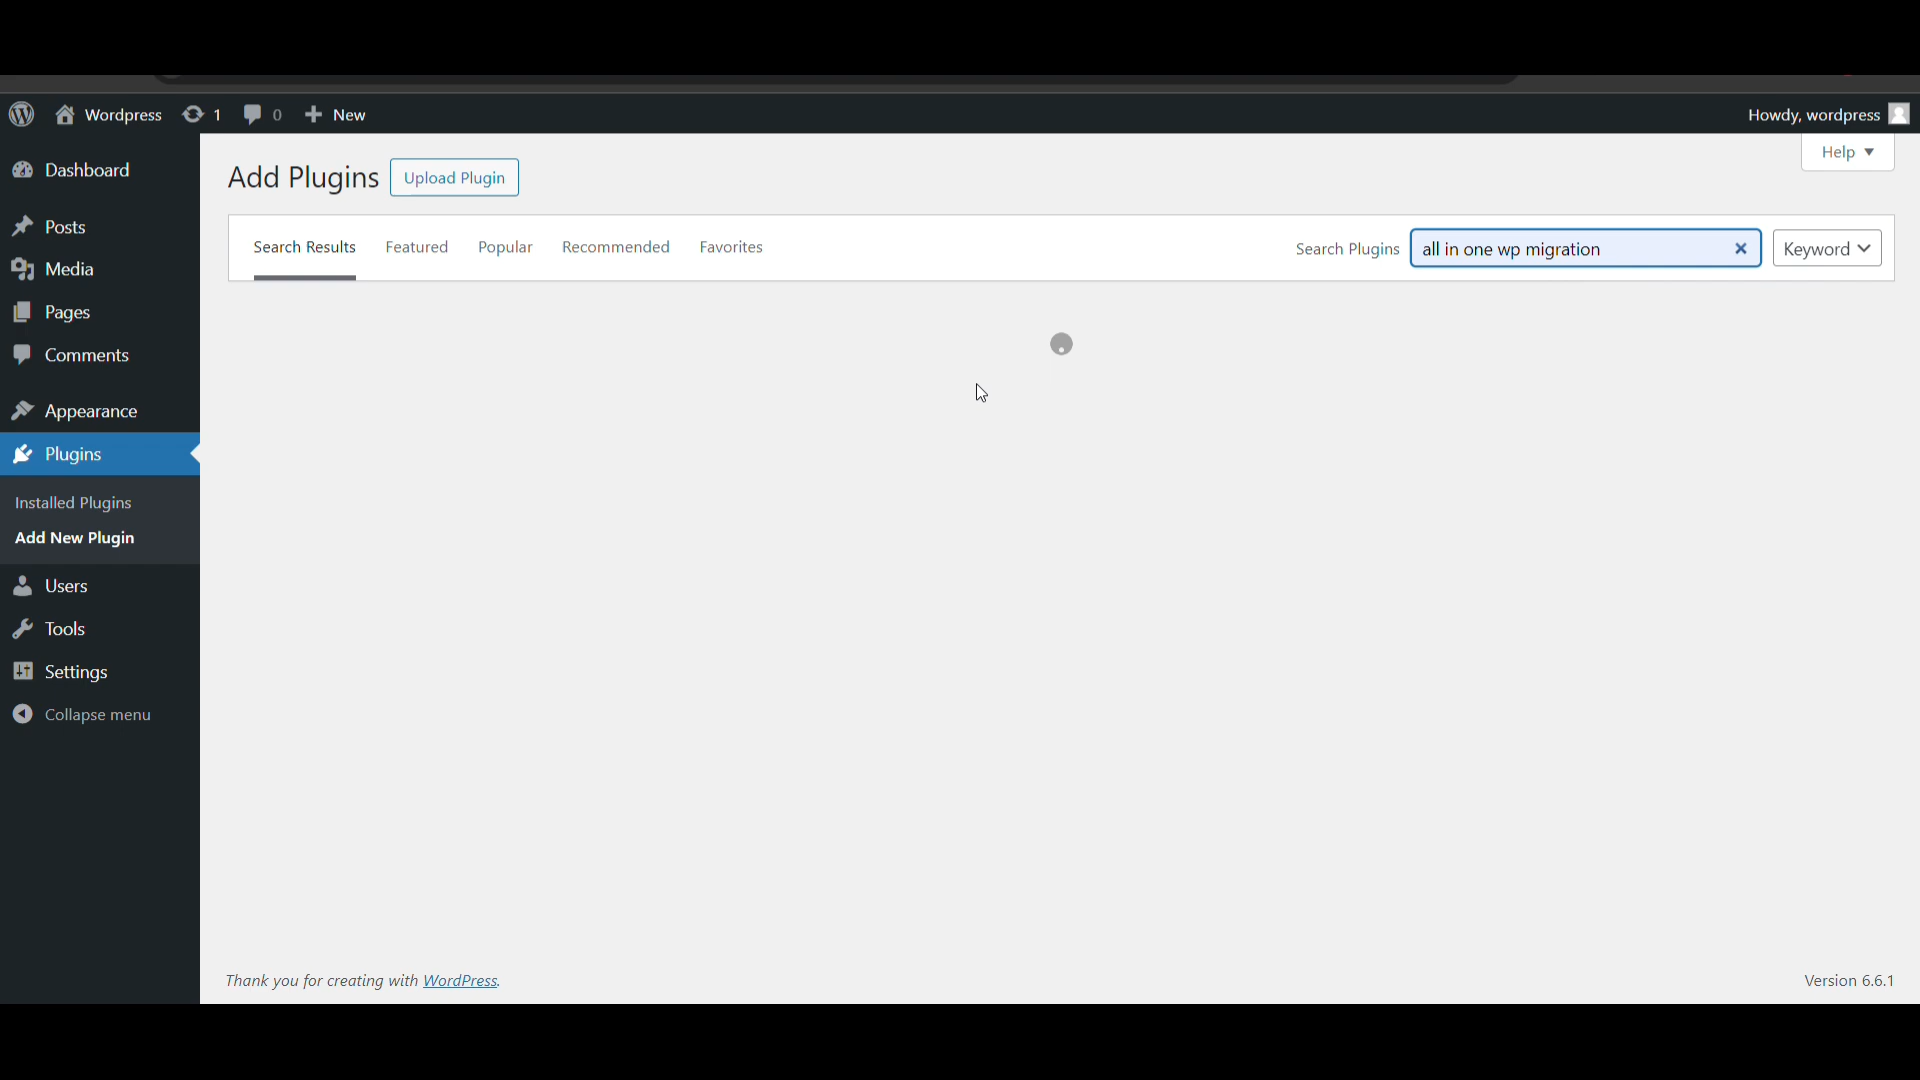 Wordpress 1 0 New Howdy, wordpress
Help
Dashboard
Posts
Media
Pages
Comments
Appearance
Plugins
Installed Plugins
Add New Plugin
Users
Tools
Settings
Collapse menu
Add Plugins Upload Plugin
Search Results Featured Popular Recommended Favorites Search Plugins all in one wp migration Keyword
Thank you for creating with WordPress. Version 6.6.1